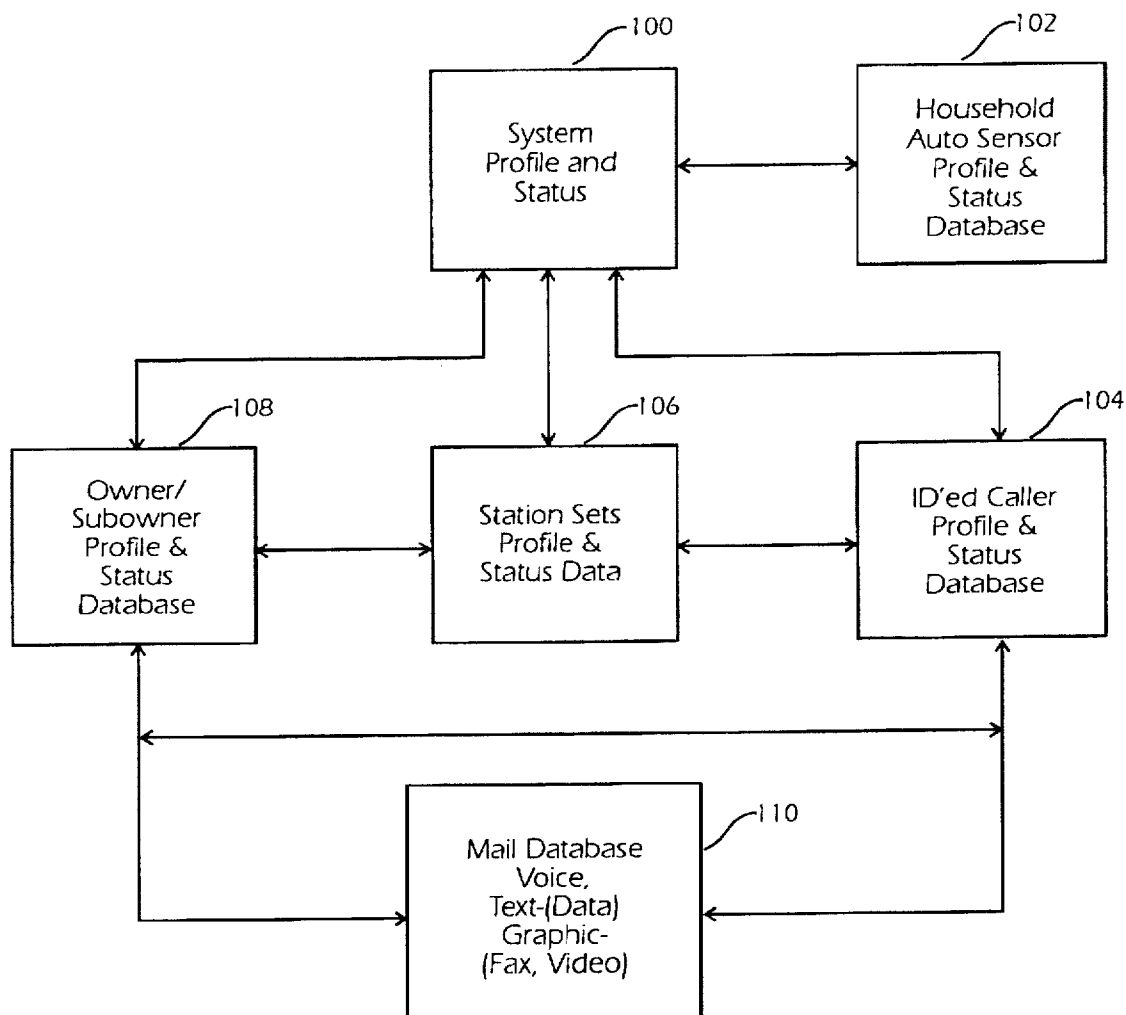 100
102
System
Profile and
Status
Household
Auto Sensor
Profile &
Status
Database
108
106
104
Owner/
Subowner
Profile &
Status
Database
Station Sets
Profile &
Status Data
ID'ed Caller
Profile &
Status
Database
110
Mail Database
Voice,
Text-(Data)
Graphic-
(Fax, Video)